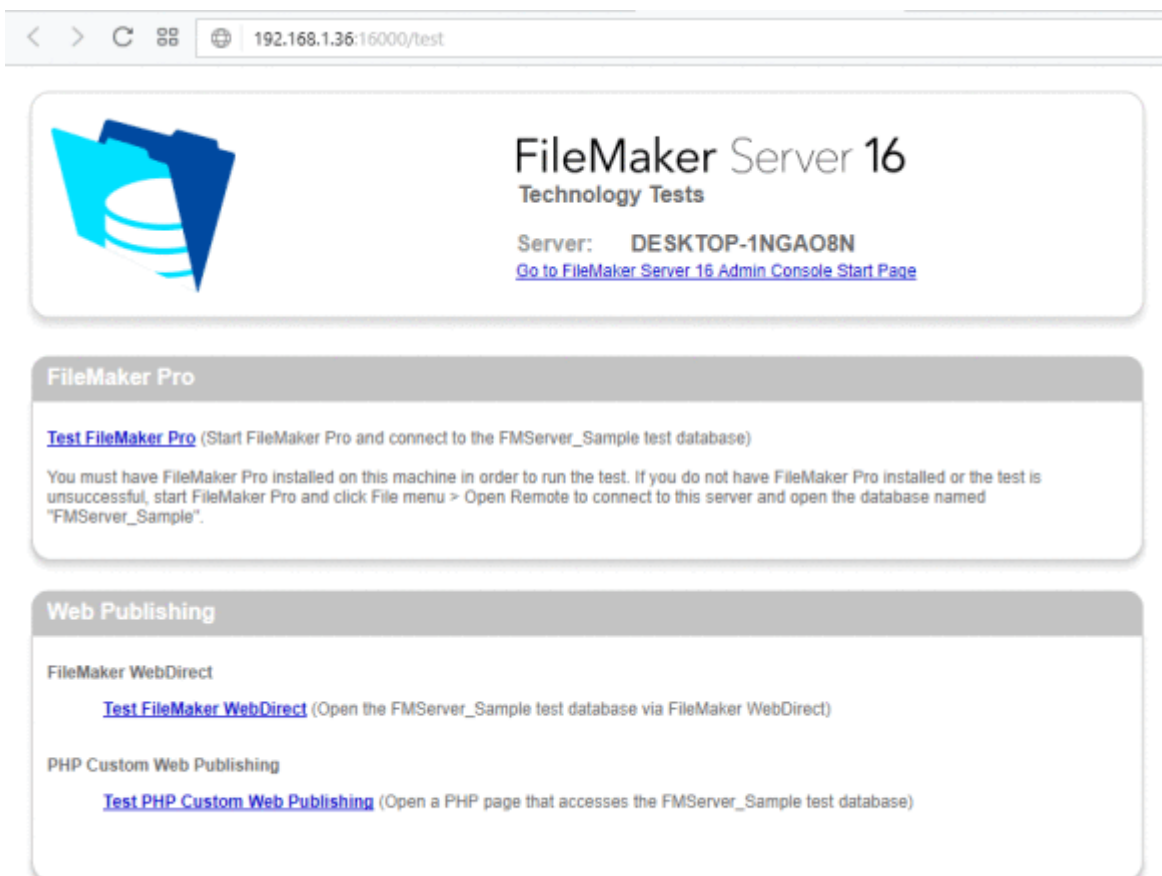 192.168.1.36:16000/test
FileMaker Server 16
Technology Tests
Server: DESKTOP-1NGAO8N
Go to FileMaker Server 16 Admin Console Start Page
FileMaker Pro
Test FileMaker Pro (Start FileMaker Pro and connect to the FMServer_Sample test database)
You must have FileMaker Pro installed on this machine in order to run the test. If you do not have FileMaker Pro installed or the test is
unsuccessful, start FileMaker Pro and click File menu > Open Remote to connect to this server and open the database named
"FMServer_Sample".
Web Publishing
FileMaker WebDirect
Test FileMaker WebDirect (Open the FMServer_Sample test database via FileMaker WebDirect)
PHP Custom Web Publishing
Test PHP Custom Web Publishing (Open a PHP page that accesses the FMServer_Sample test database)